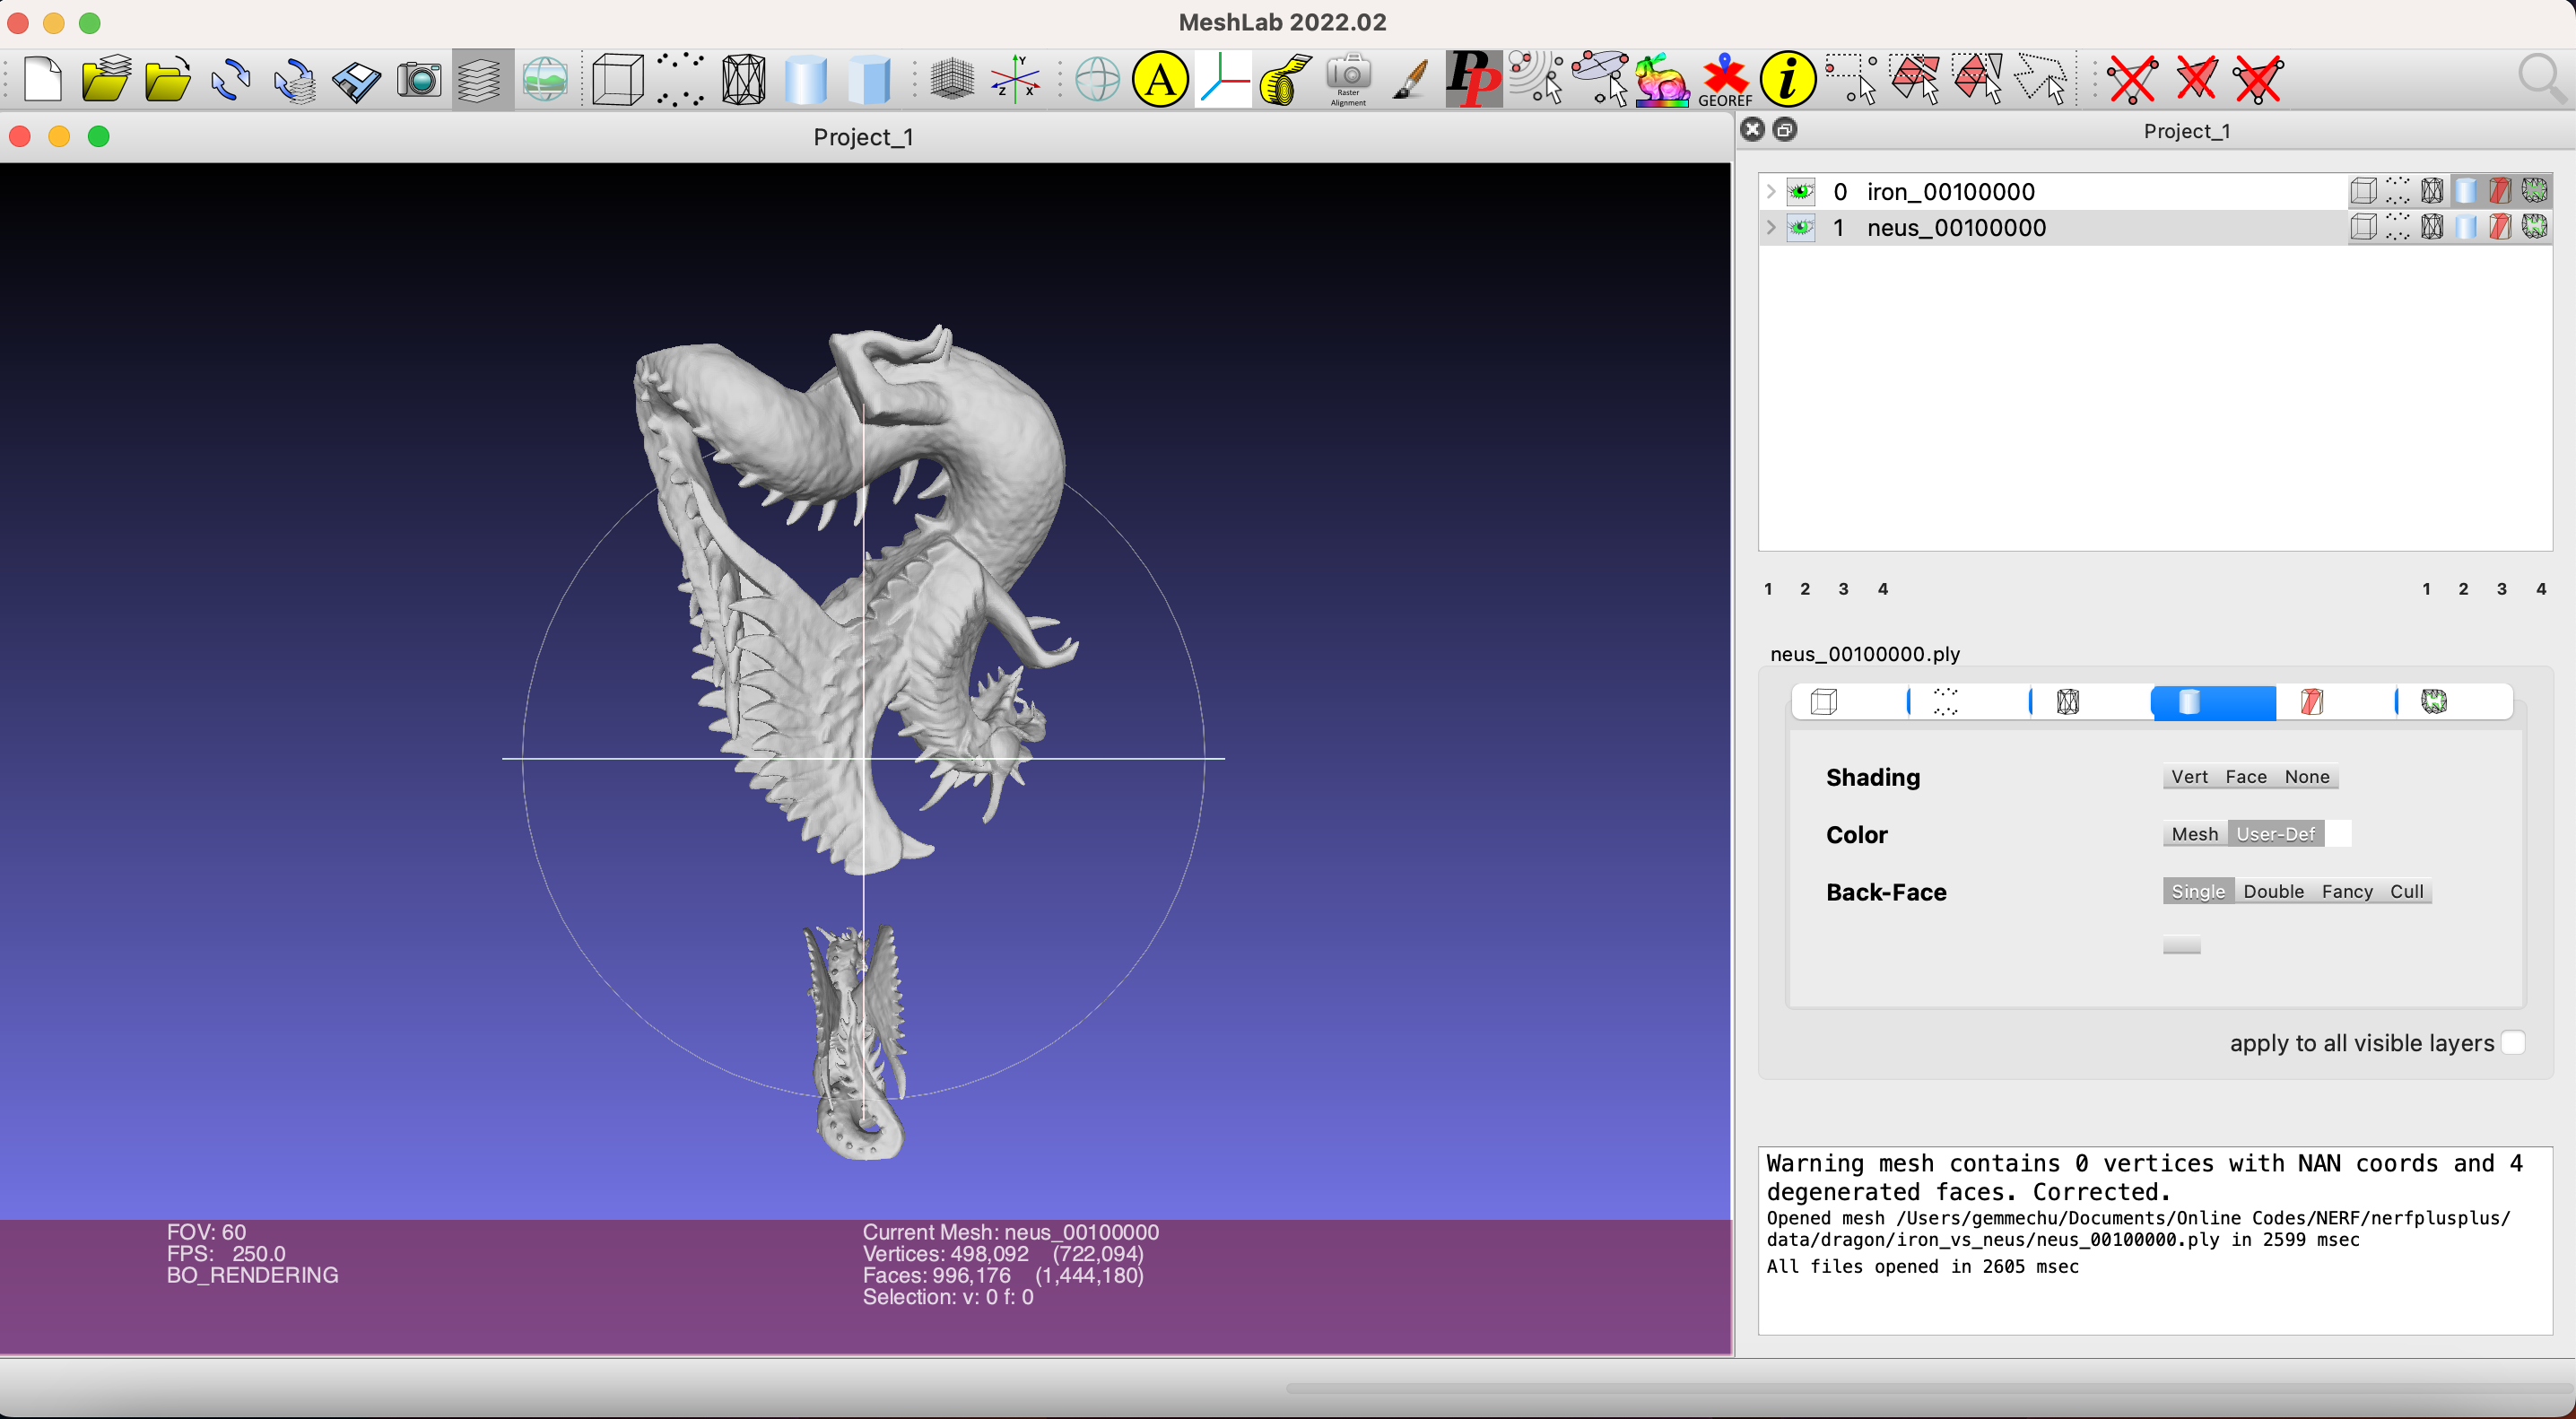 MeshLab 2022.02
A
Raster
Alignment
PP
GEOREF
i
Y
Z X
Project_1
Project_1
0 iron_00100000
1 neus_00100000
1 2 3 4 1 2 3 4
neus_00100000.ply
Shading Vert Face None
Color Mesh User-Def
Back-Face Single Double Fancy Cull
apply to all visible layers
Warning mesh contains 0 vertices with NAN coords and 4
degenerated faces. Corrected.
Opened mesh /Users/gemmechu/Documents/Online Codes/NERF/nerfplusplus/
data/dragon/iron_vs_neus/neus_00100000.ply in 2599 msec
All files opened in 2605 msec
FOV: 60
FPS: 250.0
BO_RENDERING
Current Mesh: neus_00100000
Vertices: 498,092 (722,094)
Faces: 996,176 (1,444,180)
Selection: v: 0 f: 0